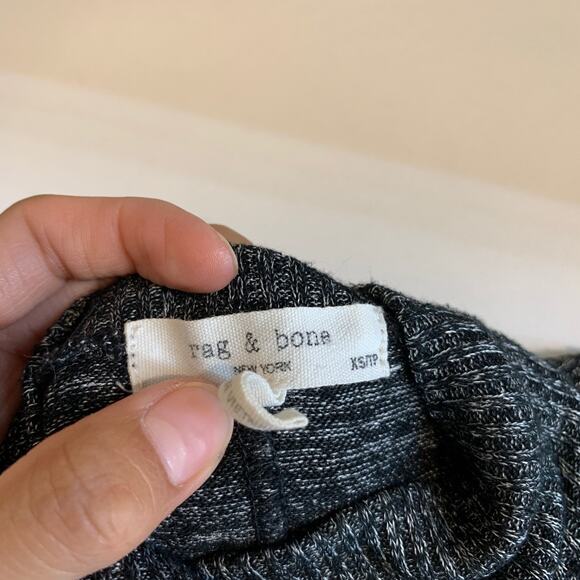 rag & bone
NEW YORK
XS/TP